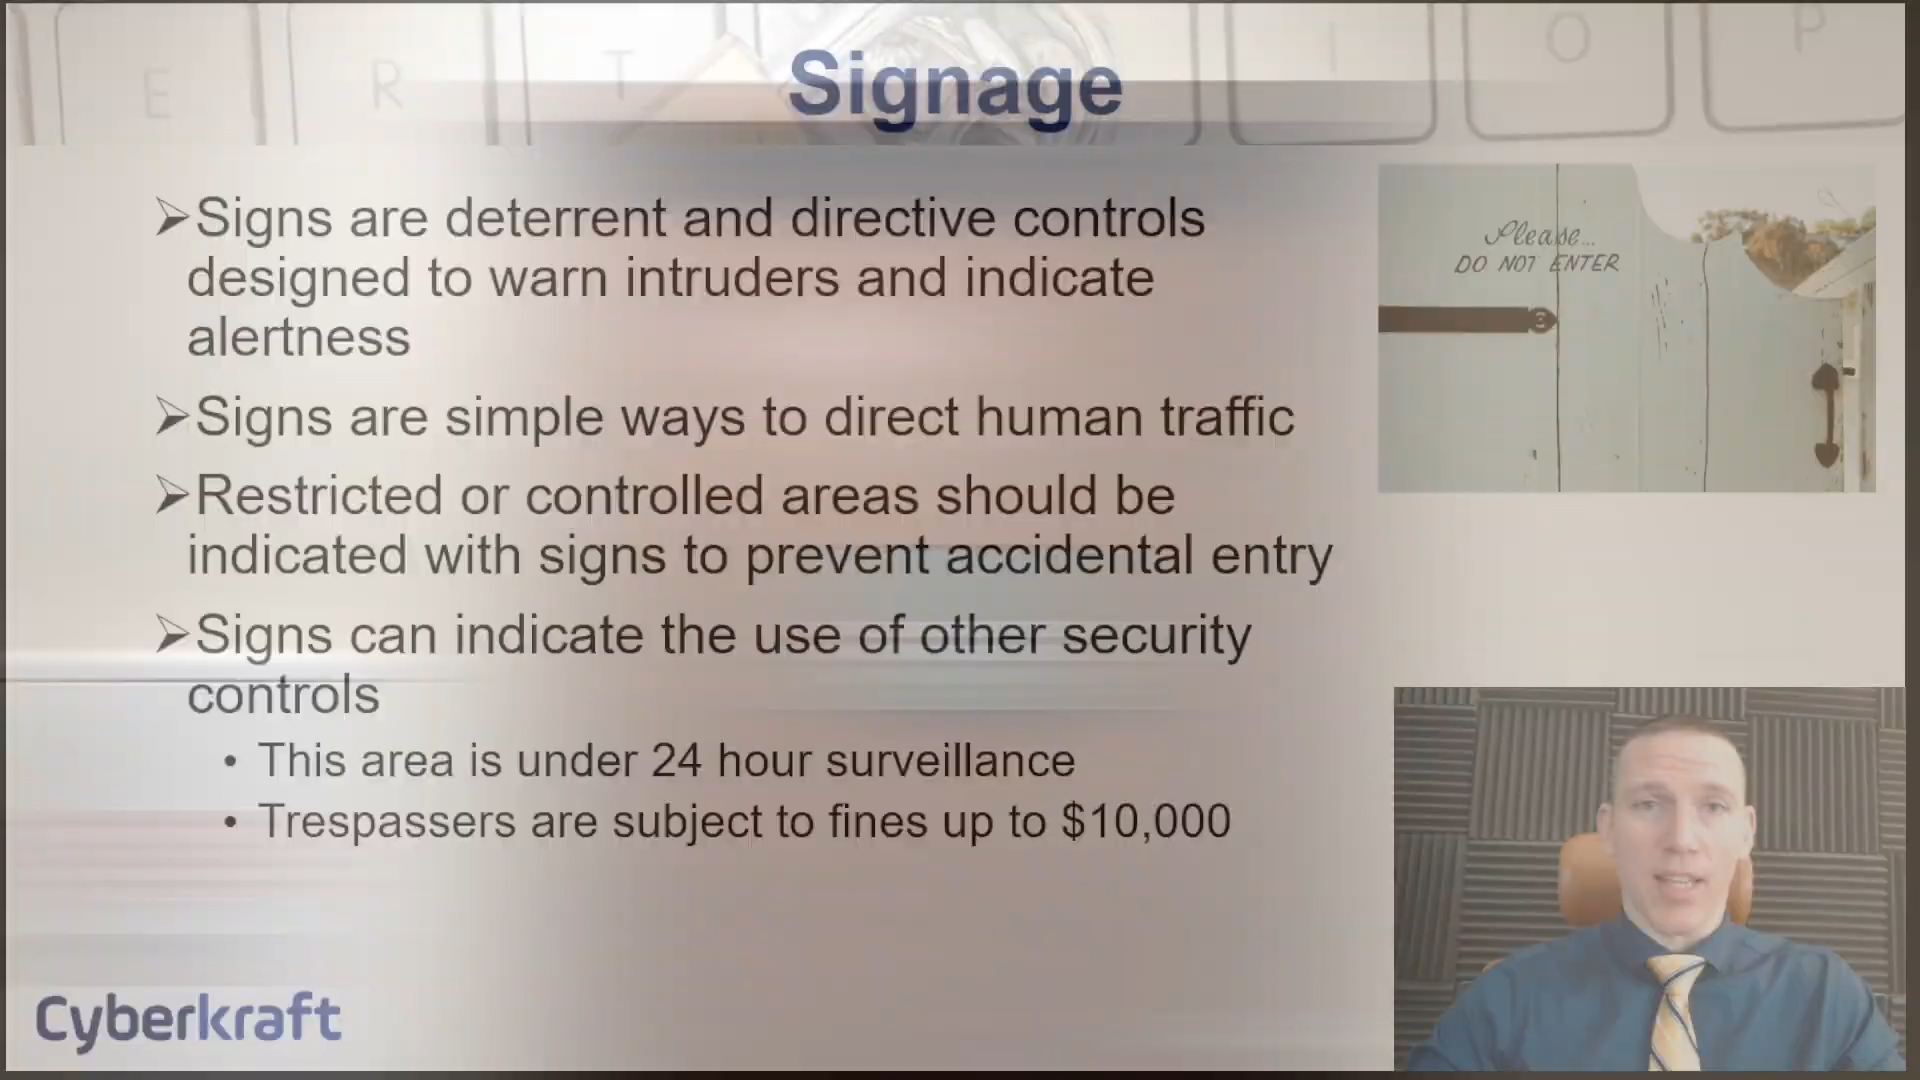 E R T I O P
Signage
➢Signs are deterrent and directive controls
designed to warn intruders and indicate
alertness
➢Signs are simple ways to direct human traffic
➢Restricted or controlled areas should be
indicated with signs to prevent accidental entry
➢Signs can indicate the use of other security
controls
• This area is under 24 hour surveillance
• Trespassers are subject to fines up to $10,000
Please...
DO NOT ENTER
Cyberkraft